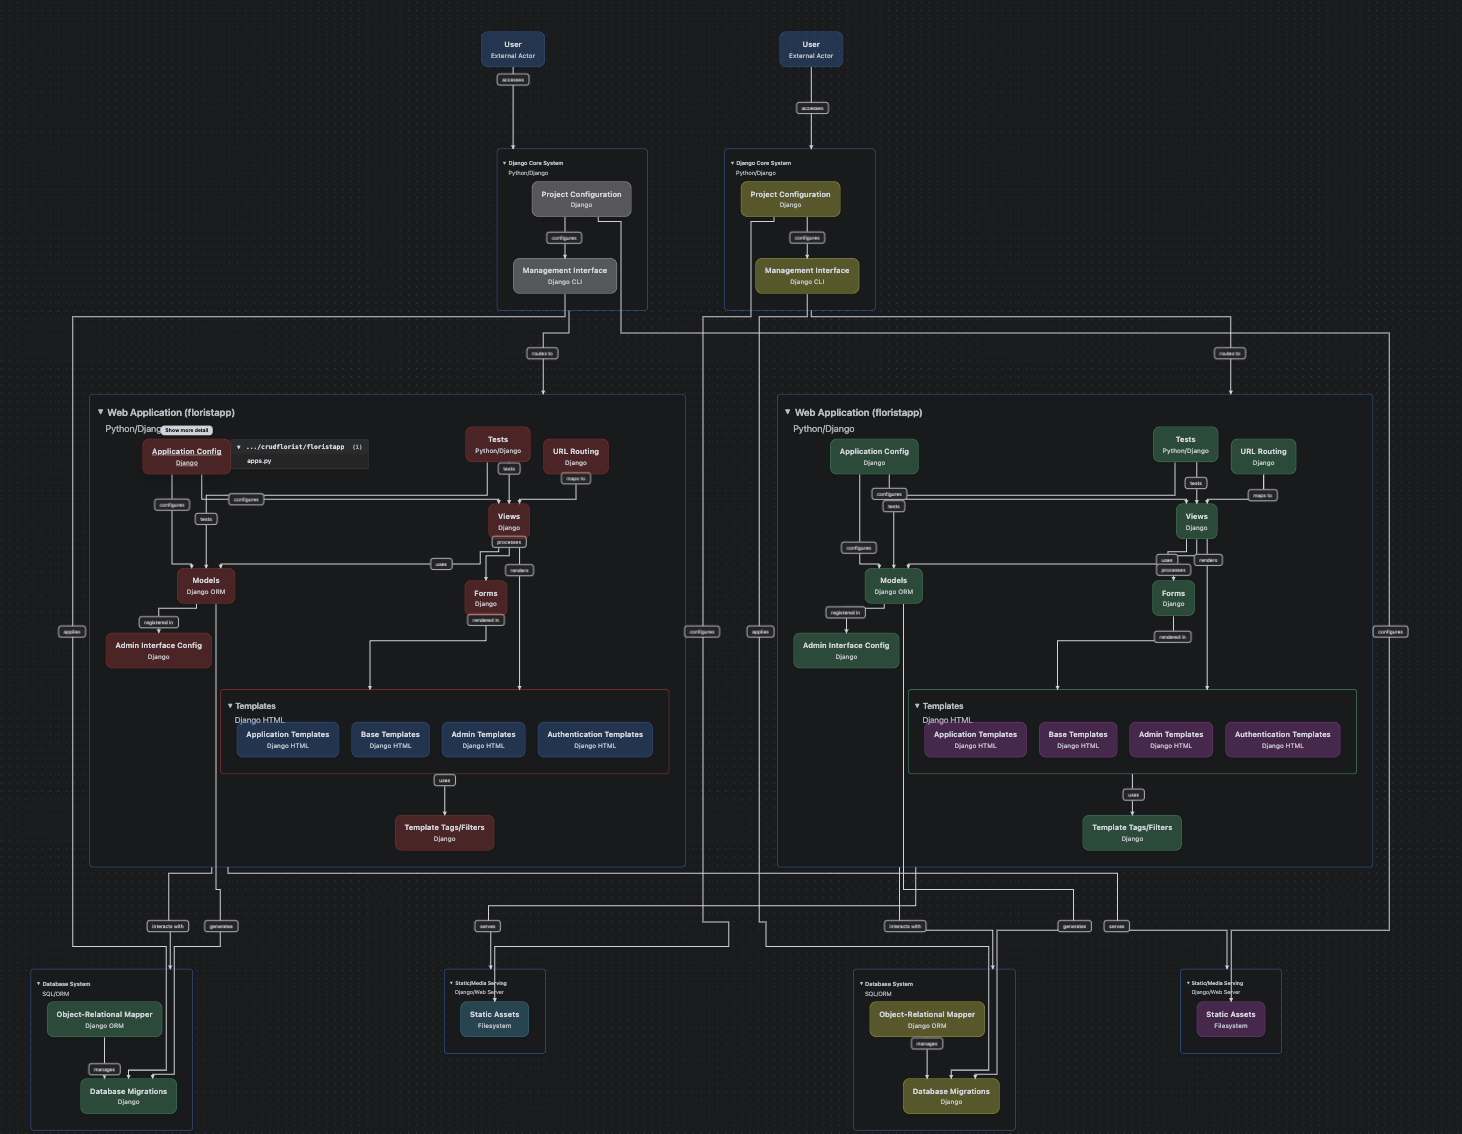 User
External Actor
accesses
User
External Actor
accesses
▼ Django Core System
Python/Django
Project Configuration
Django
configures
Management Interface
Django CLI
▼ Django Core System
Python/Django
Project Configuration
Django
configures
Management Interface
Django CLI
routes to
routes to
▼ Web Application (floristapp)
Python/Djang
Show more detail
Application Config
Django
▼ .../crudflorist/floristapp (1)
apps.py
Tests
Python/Django
URL Routing
Django
tests
maps to
configures
configures
tests
Views
Django
processes
uses
renders
Models
Django ORM
Forms
Django
registered in
rendered in
Admin Interface Config
Django
▼ Templates
Django HTML
Application Templates
Django HTML
Base Templates
Django HTML
Admin Templates
Django HTML
Authentication Templates
Django HTML
uses
Template Tags/Filters
Django
applies
configures
applies
configures
▼ Web Application (floristapp)
Python/Django
Application Config
Django
Tests
Python/Django
URL Routing
Django
tests
maps to
configures
tests
Views
Django
configures
uses
renders
processes
Models
Django ORM
Forms
Django
registered in
rendered in
Admin Interface Config
Django
▼ Templates
Django HTML
Application Templates
Django HTML
Base Templates
Django HTML
Admin Templates
Django HTML
Authentication Templates
Django HTML
uses
Template Tags/Filters
Django
interacts with
generates
serves
interacts with
generates
serves
▼ Database System
SQL/ORM
Object-Relational Mapper
Django ORM
manages
Database Migrations
Django
▼ Static/Media Serving
Django/Web Server
Static Assets
Filesystem
▼ Database System
SQL/ORM
Object-Relational Mapper
Django ORM
manages
Database Migrations
Django
▼ Static/Media Serving
Django/Web Server
Static Assets
Filesystem